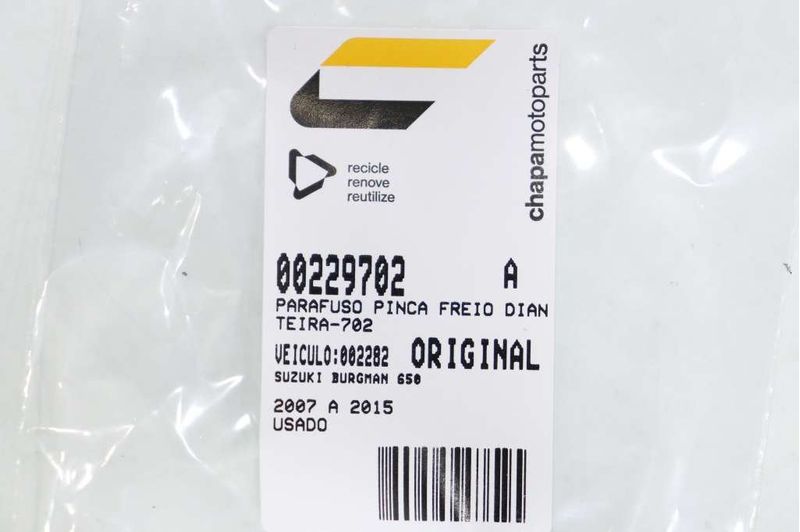 chapamotoparts
recicle
renove
reutilize
00229702 A
PARAFUSO PINCA FREIO DIAN
TEIRA-702
VEICULO:002282 ORIGINAL
SUZUKI BURGMAN 650
2007 A 2015
USADO